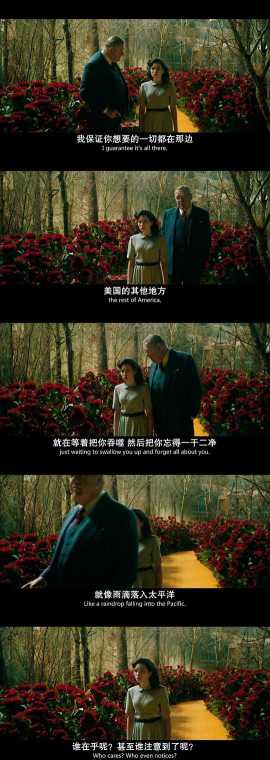 我保证你想要的一切都在那边
I guarantee it's all there.
美国的其他地方
the rest of America.
就在等着把你吞噬 然后把你忘得一干二净
just waiting to swallow you up and forget all about you.
就像雨滴落入太平洋
Like a raindrop falling into the Pacific.
谁在乎呢？甚至谁注意到了呢？
Who cares? Who even notices?